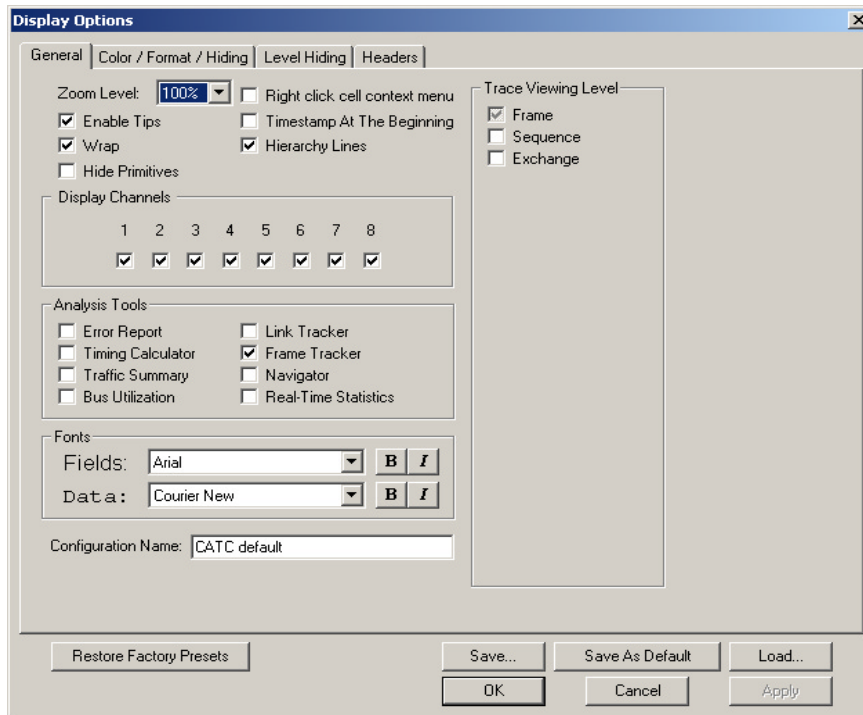 Display Options
General
Color / Format / Hiding
Level Hiding
Headers
Zoom Level: 100%
Right click cell context menu
Enable Tips
Timestamp At The Beginning
Wrap
Hierarchy Lines
Hide Primitives
Display Channels
1 2 3 4 5 6 7 8
Analysis Tools
Error Report
Link Tracker
Timing Calculator
Frame Tracker
Traffic Summary
Navigator
Bus Utilization
Real-Time Statistics
Fonts
Fields: Arial B I
Data: Courier New B I
Configuration Name: CATC default
Trace Viewing Level
Frame
Sequence
Exchange
Restore Factory Presets
Save...
Save As Default
Load...
OK
Cancel
Apply